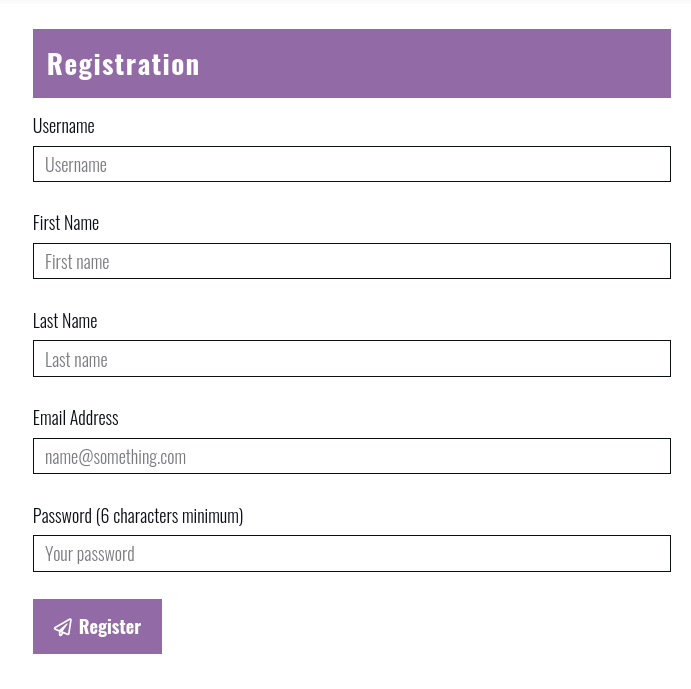 Registration
Username
Username
First Name
First name
Last Name
Last name
Email Address
name@something.com
Password (6 characters minimum)
Your password
Register